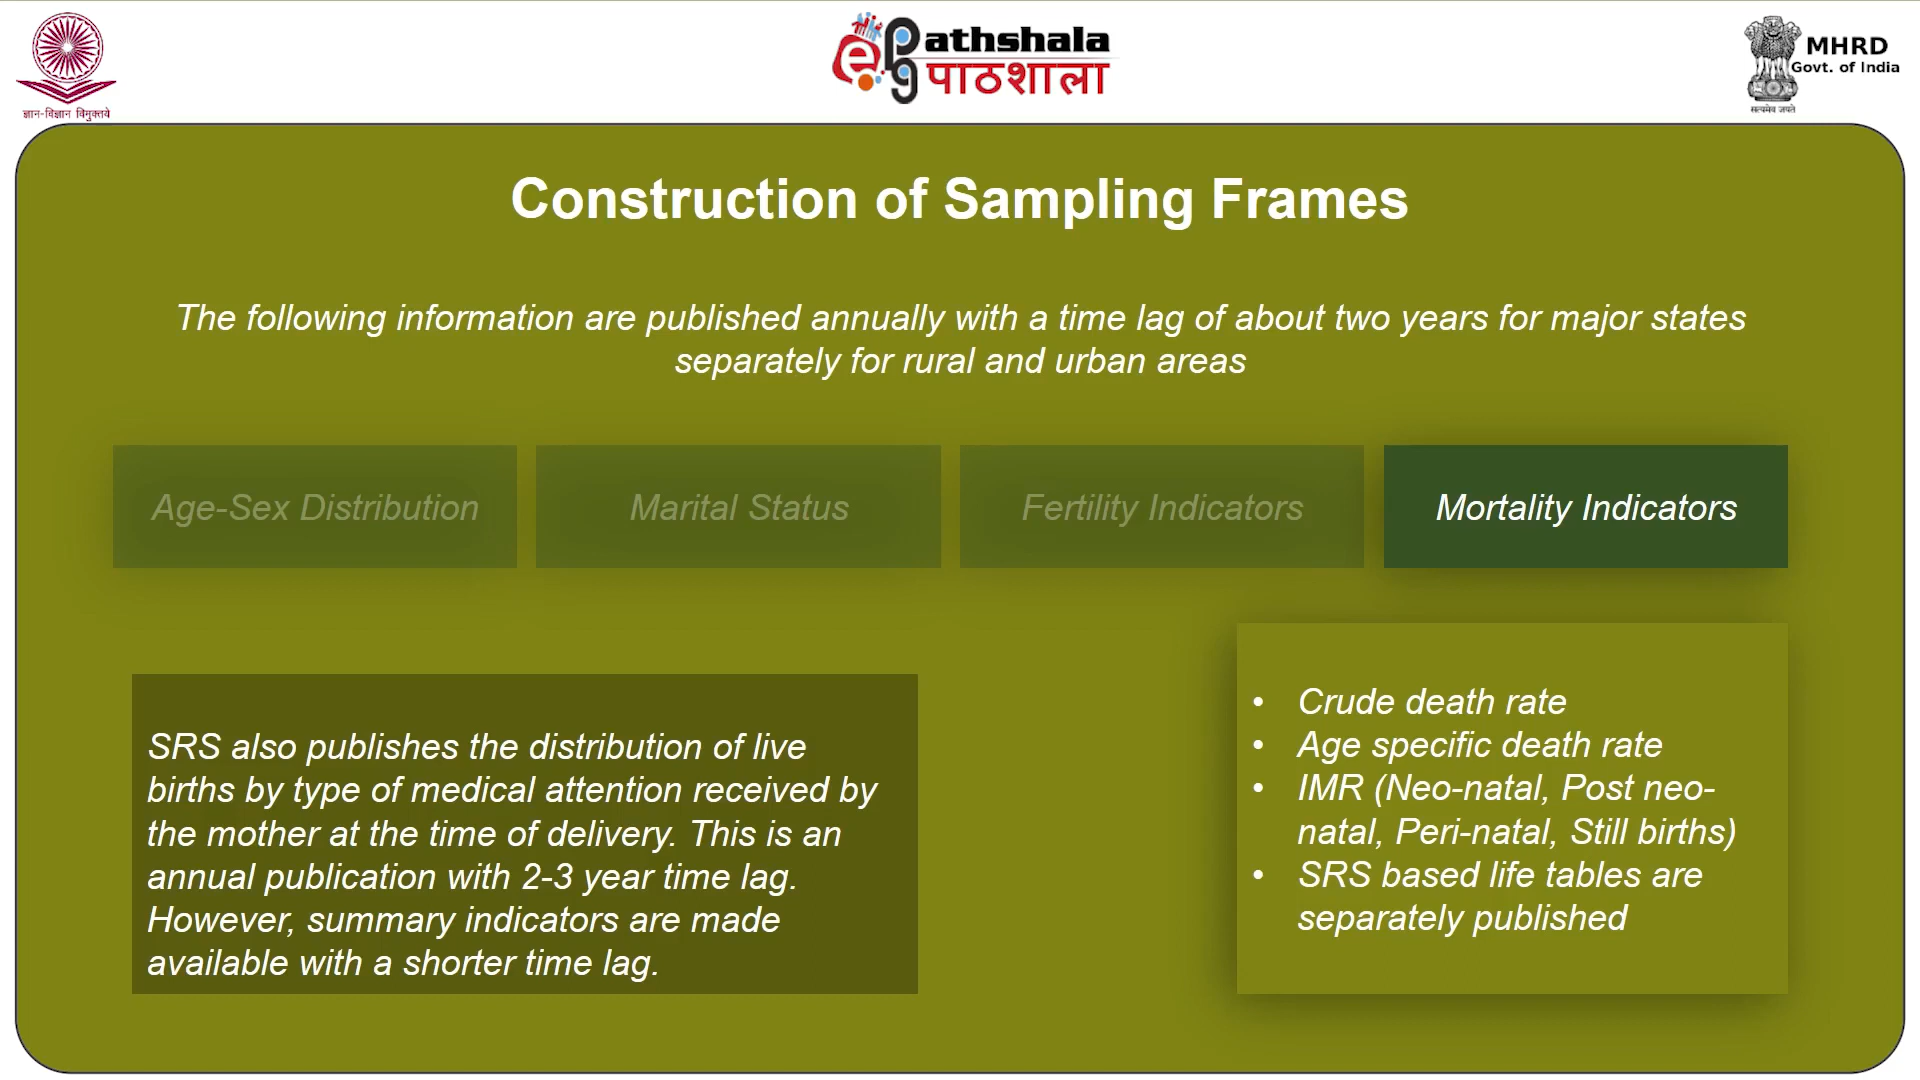 ज्ञान-विज्ञान विमुक्तये
e Pg athshala
पाठशाला
MHRD
Govt. of India
सत्यमेव जयते
Construction of Sampling Frames
The following information are published annually with a time lag of about two years for major states
separately for rural and urban areas
Age-Sex Distribution
Marital Status
Fertility Indicators
Mortality Indicators
SRS also publishes the distribution of live
births by type of medical attention received by
the mother at the time of delivery. This is an
annual publication with 2-3 year time lag.
However, summary indicators are made
available with a shorter time lag.
• Crude death rate
• Age specific death rate
• IMR (Neo-natal, Post neo-
natal, Peri-natal, Still births)
• SRS based life tables are
separately published